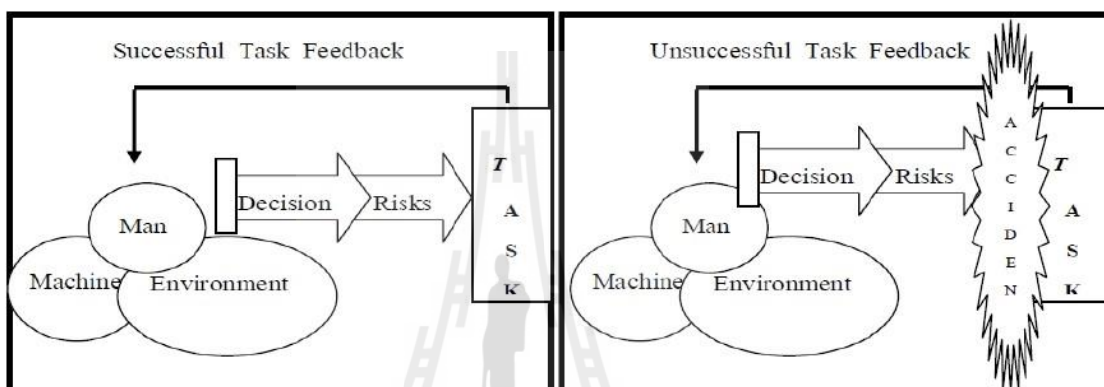 Successful Task Feedback
Decision
Risks
Man
Machine
Environment
T
A
S
K
Unsuccessful Task Feedback
Decision
Risks
Man
Machine
Environment
A
C
C
I
D
E
N
T
A
S
K